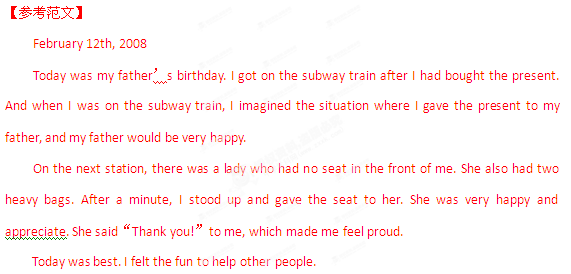 【参考范文】
February 12th, 2008
Today was my father’s birthday. I got on the subway train after I had bought the present.
And when I was on the subway train, I imagined the situation where I gave the present to my
father, and my father would be very happy.
On the next station, there was a lady who had no seat in the front of me. She also had two
heavy bags. After a minute, I stood up and gave the seat to her. She was very happy and
appreciate. She said “Thank you!” to me, which made me feel proud.
Today was best. I felt the fun to help other people.